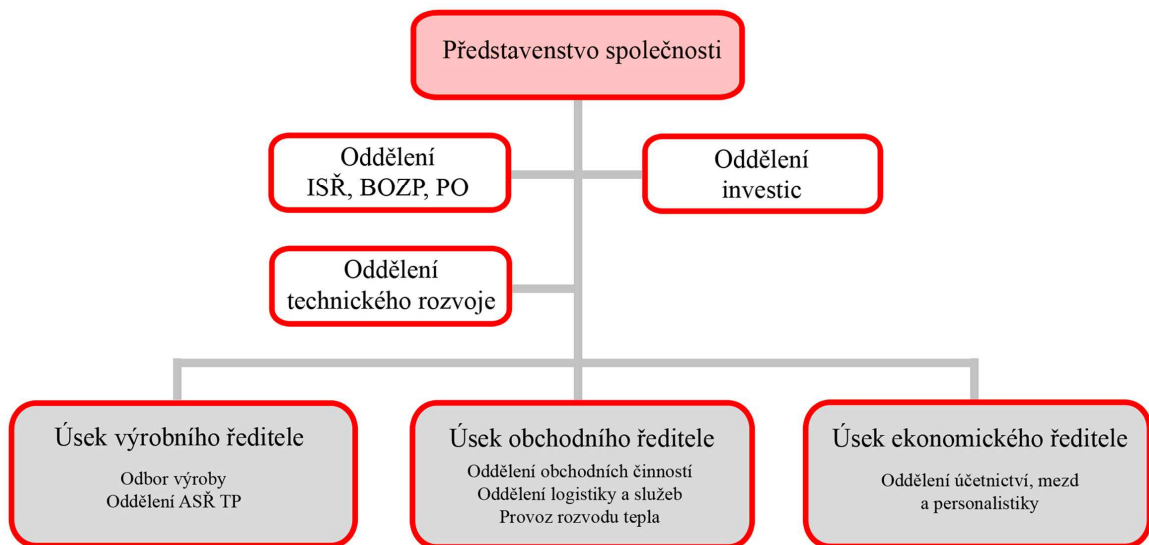 Představenstvo společnosti
Oddělení
ISŘ, BOZP, PO
Oddělení
investic
Oddělení
technického rozvoje
Úsek výrobního ředitele
Odbor výroby
Oddělení ASŘ TP
Úsek obchodního ředitele
Oddělení obchodních činností
Oddělení logistiky a služeb
Provoz rozvodu tepla
Úsek ekonomického ředitele
Oddělení účetnictví, mezd
a personalistiky